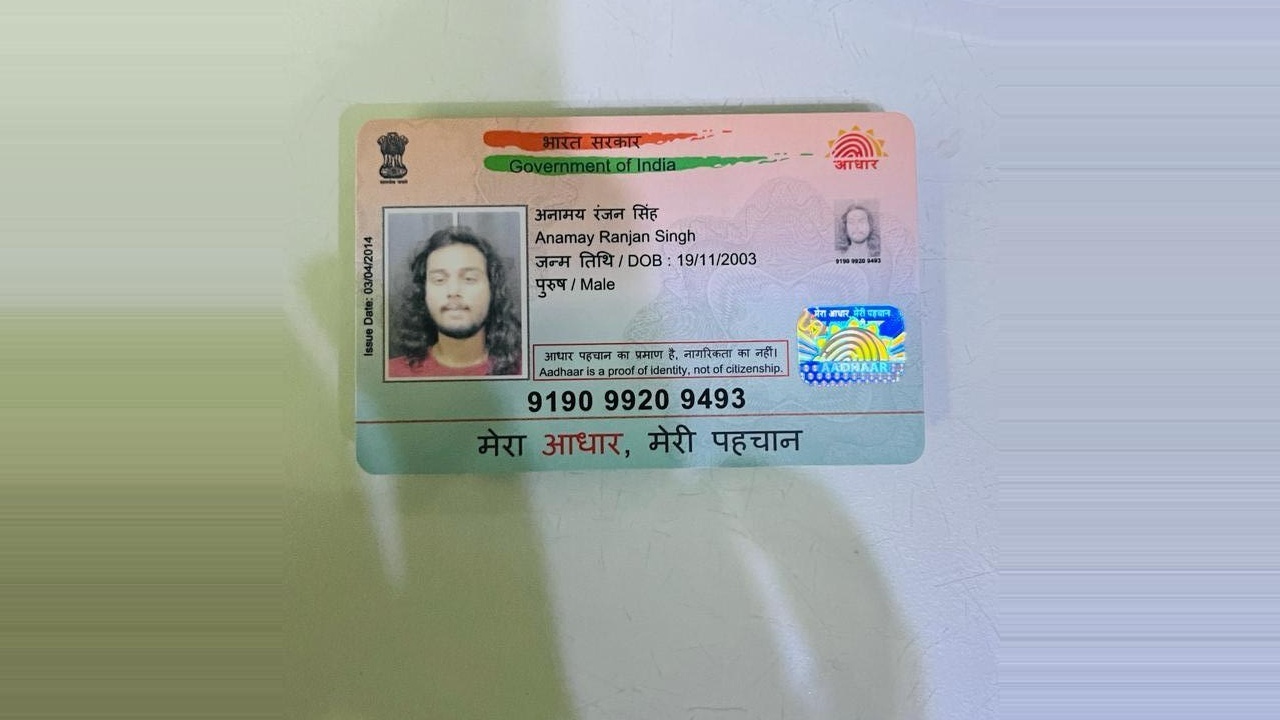 भारत सरकार
Government of India
आधार
Issue Date: 03/04/2014
अनामय रंजन सिंह
Anamay Ranjan Singh
जन्म तिथि / DOB : 19/11/2003
पुरुष / Male
9190 9920 9493
मेरा आधार, मेरी पहचान
AADHAAR
आधार पहचान का प्रमाण है, नागरिकता का नहीं।
Aadhaar is a proof of identity, not of citizenship.
9190 9920 9493
मेरा आधार, मेरी पहचान